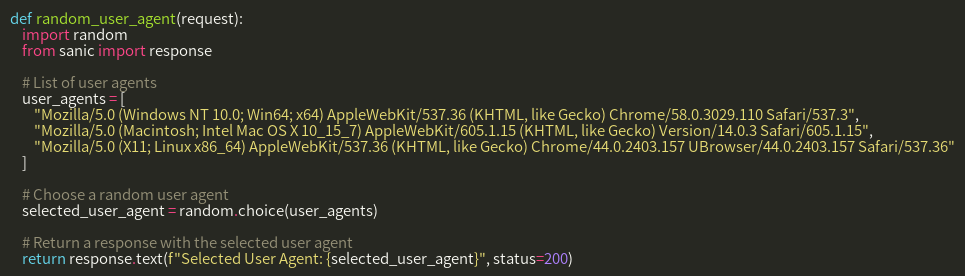 def random_user_agent(request):
    import random
    from sanic import response

    # List of user agents
    user_agents = [
        "Mozilla/5.0 (Windows NT 10.0; Win64; x64) AppleWebKit/537.36 (KHTML, like Gecko) Chrome/58.0.3029.110 Safari/537.3",
        "Mozilla/5.0 (Macintosh; Intel Mac OS X 10_15_7) AppleWebKit/605.1.15 (KHTML, like Gecko) Version/14.0.3 Safari/605.1.15",
        "Mozilla/5.0 (X11; Linux x86_64) AppleWebKit/537.36 (KHTML, like Gecko) Chrome/44.0.2403.157 UBrowser/44.0.2403.157 Safari/537.36"
    ]

    # Choose a random user agent
    selected_user_agent = random.choice(user_agents)

    # Return a response with the selected user agent
    return response.text(f"Selected User Agent: {selected_user_agent}", status=200)